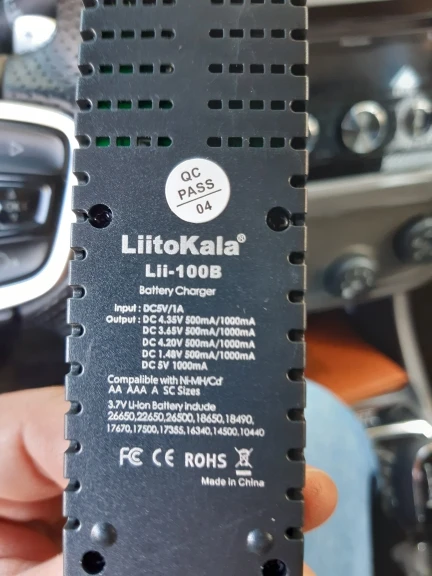 QC
PASS
04
LiitoKala®
Lii-100B
Battery Charger
Input : DC5V/1A
Output : DC 4.35V 500mA/1000mA
DC 3.65V 500mA/1000mA
DC 4.20V 500mA/1000mA
DC 1.48V 500mA/1000mA
DC 5V 1000mA
Compatible with Ni-MH/Cd
AA AAA A SC Sizes
3.7V Li-ion Battery include
26650,22650,26500,18650,18490,
17670,17500,17355,16340,14500,10440
FC CE ROHS
Made in China